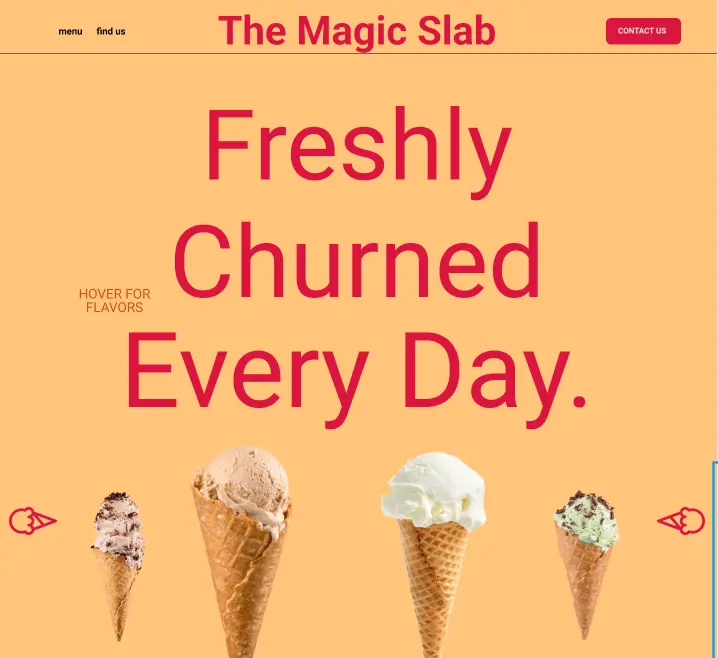 menu find us
The Magic Slab
CONTACT US
Freshly
Churned
HOVER FOR
FLAVORS
Every Day.